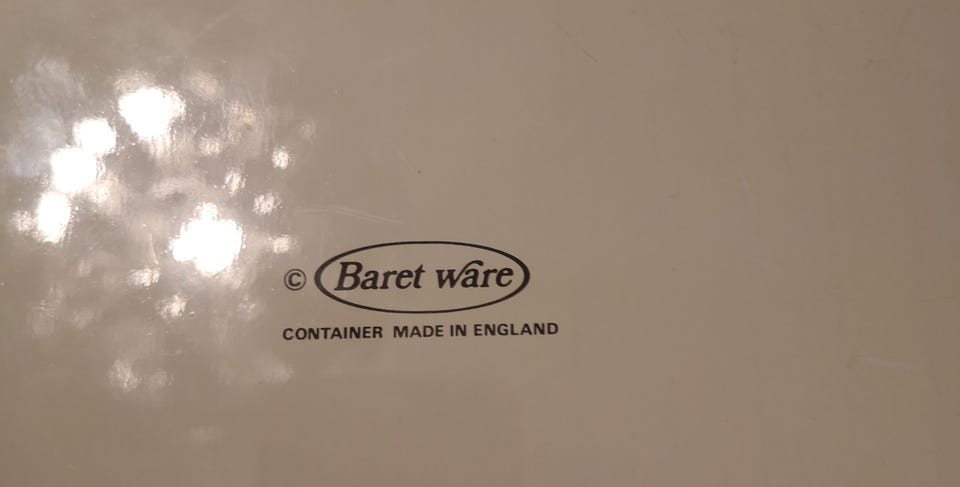 © Baret ware
CONTAINER MADE IN ENGLAND